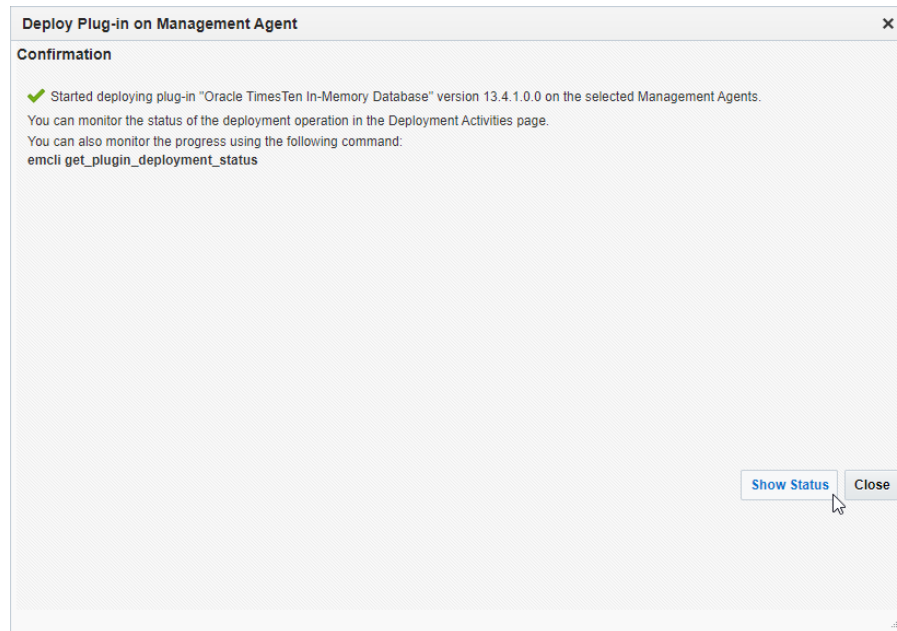 Deploy Plug-in on Management Agent
Confirmation
Started deploying plug-in "Oracle TimesTen In-Memory Database" version 13.4.1.0.0 on the selected Management Agents.
You can monitor the status of the deployment operation in the Deployment Activities page.
You can also monitor the progress using the following command:
emcli get_plugin_deployment_status
Show Status Close